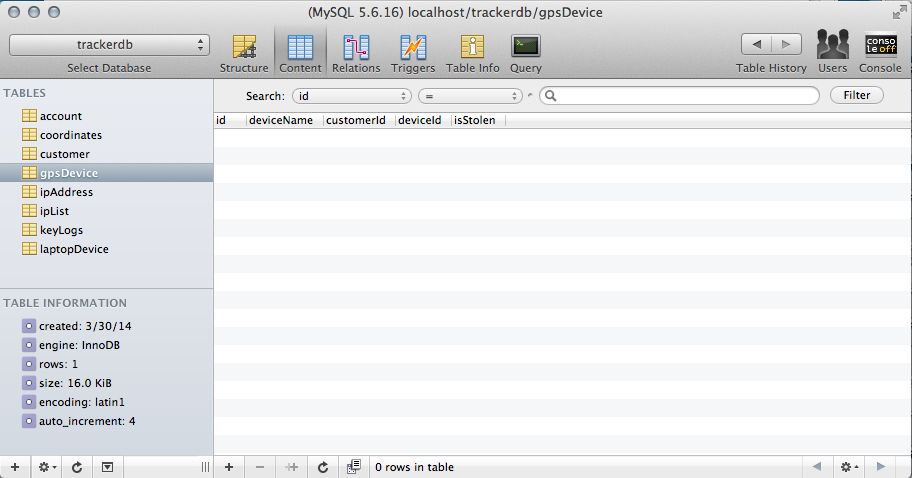 (MySQL 5.6.16) localhost/trackerdb/gpsDevice
trackerdb
Select Database
Structure
Content
Relations
Triggers
Table Info
Query
Table History
Users
conso
le off
Console
TABLES
account
coordinates
customer
gpsDevice
ipAddress
ipList
keyLogs
laptopDevice
Search: id = Filter
id deviceName customerId deviceId isStolen
TABLE INFORMATION
created: 3/30/14
engine: InnoDB
rows: 1
size: 16.0 KiB
encoding: latin1
auto_increment: 4
0 rows in table